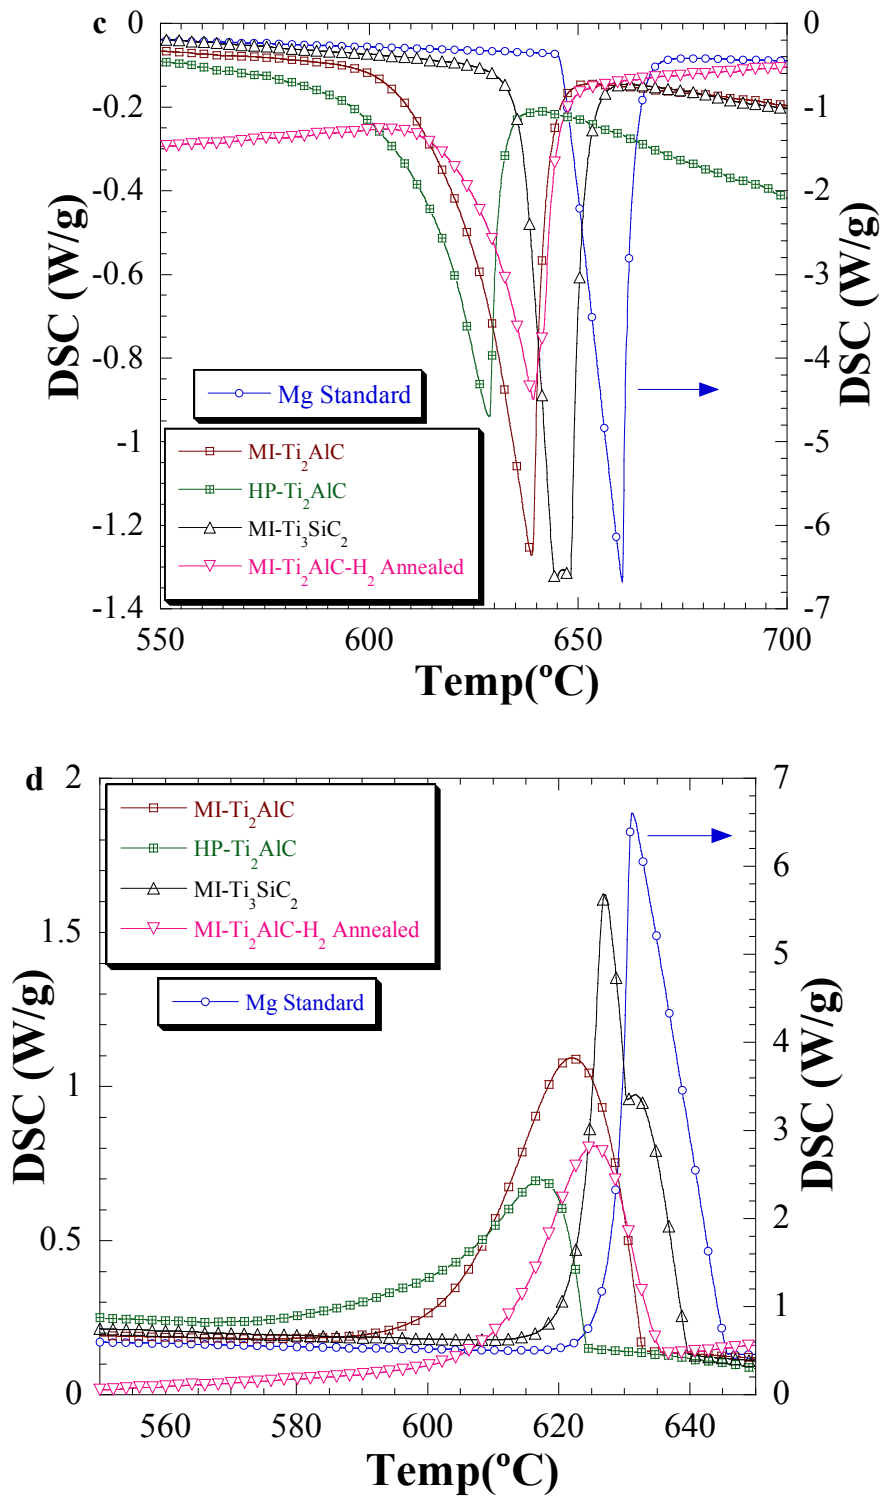 c
0
-0.2
-0.4
-0.6
-0.8
-1
-1.2
-1.4
DSC (W/g)
0
-1
-2
-3
-4
-5
-6
-7
DSC (W/g)
Mg Standard
MI-Ti2AlC
HP-Ti2AlC
MI-Ti3SiC2
MI-Ti2AlC-H2 Annealed
550 600 650 700
Temp(ºC)
d
2
1.5
1
0.5
0
DSC (W/g)
7
6
5
4
3
2
1
0
DSC (W/g)
MI-Ti2AlC
HP-Ti2AlC
MI-Ti3SiC2
MI-Ti2AlC-H2 Annealed
Mg Standard
560 580 600 620 640
Temp(ºC)